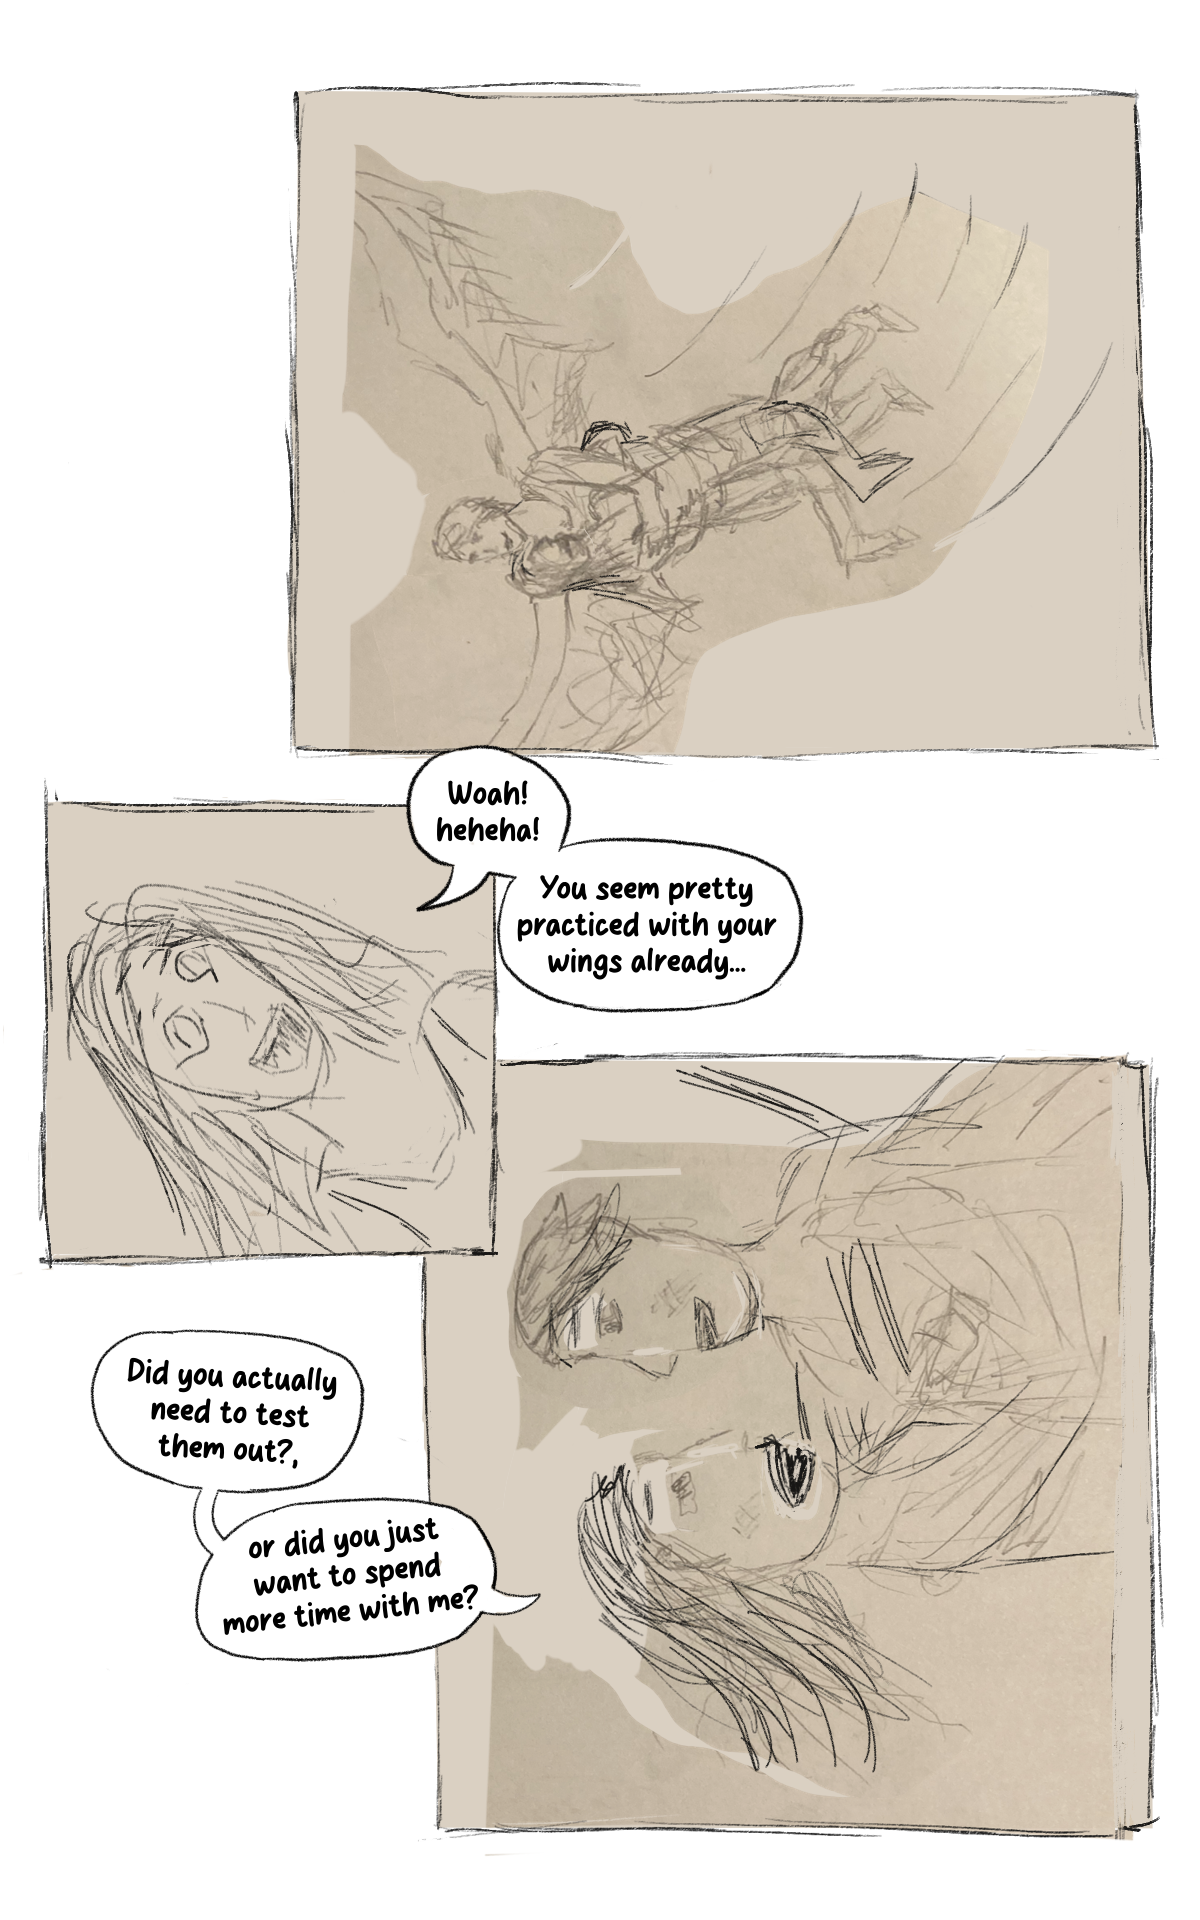 Woah!
heheha!
You seem pretty
practiced with your
wings already...
Did you actually
need to test
them out?,
or did you just
want to spend
more time with me?